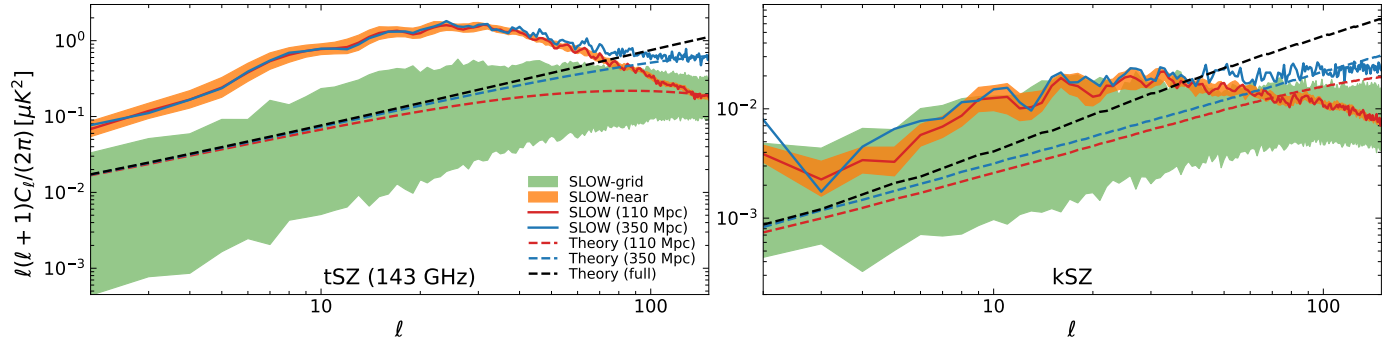 ℓ(ℓ + 1)Cℓ/(2π) [μK²]
10⁰
10⁻¹
10⁻²
10⁻³
10
100
ℓ
tSZ (143 GHz)
SLOW-grid
SLOW-near
SLOW (110 Mpc)
SLOW (350 Mpc)
Theory (110 Mpc)
Theory (350 Mpc)
Theory (full)
10⁻²
10⁻³
10
100
ℓ
kSZ